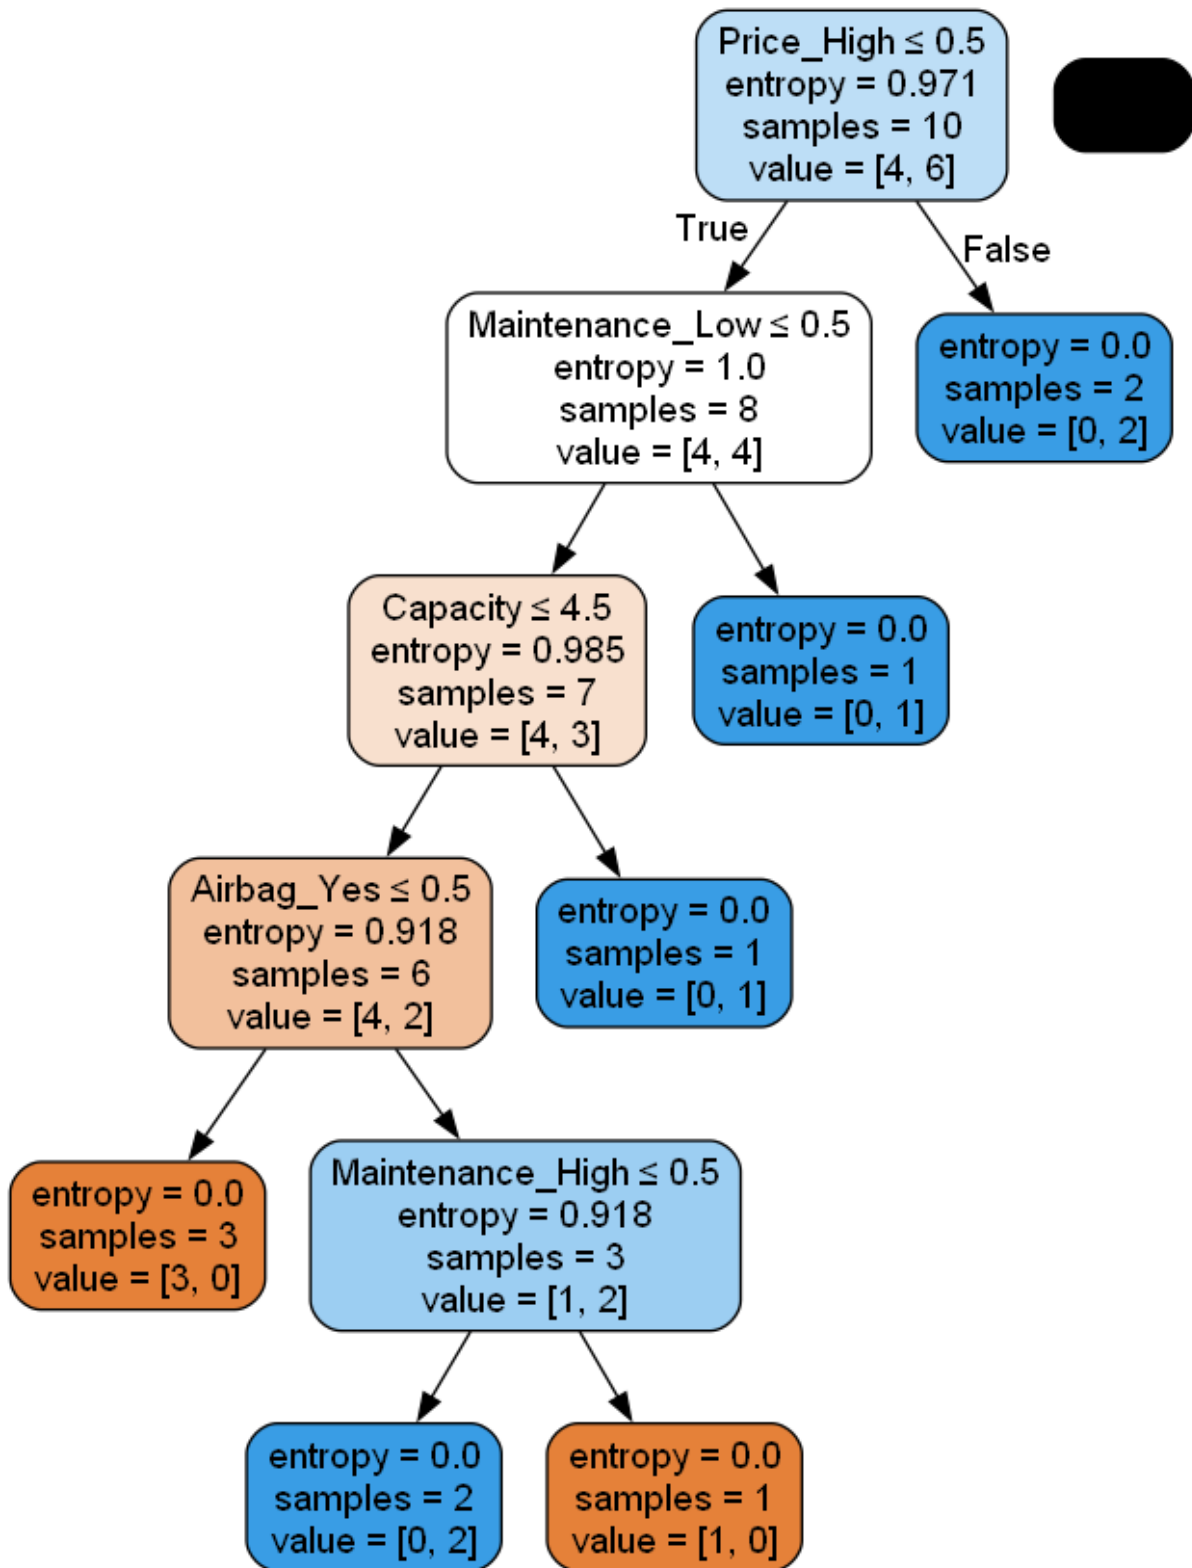 Price_High ≤ 0.5
entropy = 0.971
samples = 10
value = [4, 6]
True
False
Maintenance_Low ≤ 0.5
entropy = 1.0
samples = 8
value = [4, 4]
entropy = 0.0
samples = 2
value = [0, 2]
Capacity ≤ 4.5
entropy = 0.985
samples = 7
value = [4, 3]
entropy = 0.0
samples = 1
value = [0, 1]
Airbag_Yes ≤ 0.5
entropy = 0.918
samples = 6
value = [4, 2]
entropy = 0.0
samples = 1
value = [0, 1]
entropy = 0.0
samples = 3
value = [3, 0]
Maintenance_High ≤ 0.5
entropy = 0.918
samples = 3
value = [1, 2]
entropy = 0.0
samples = 2
value = [0, 2]
entropy = 0.0
samples = 1
value = [1, 0]